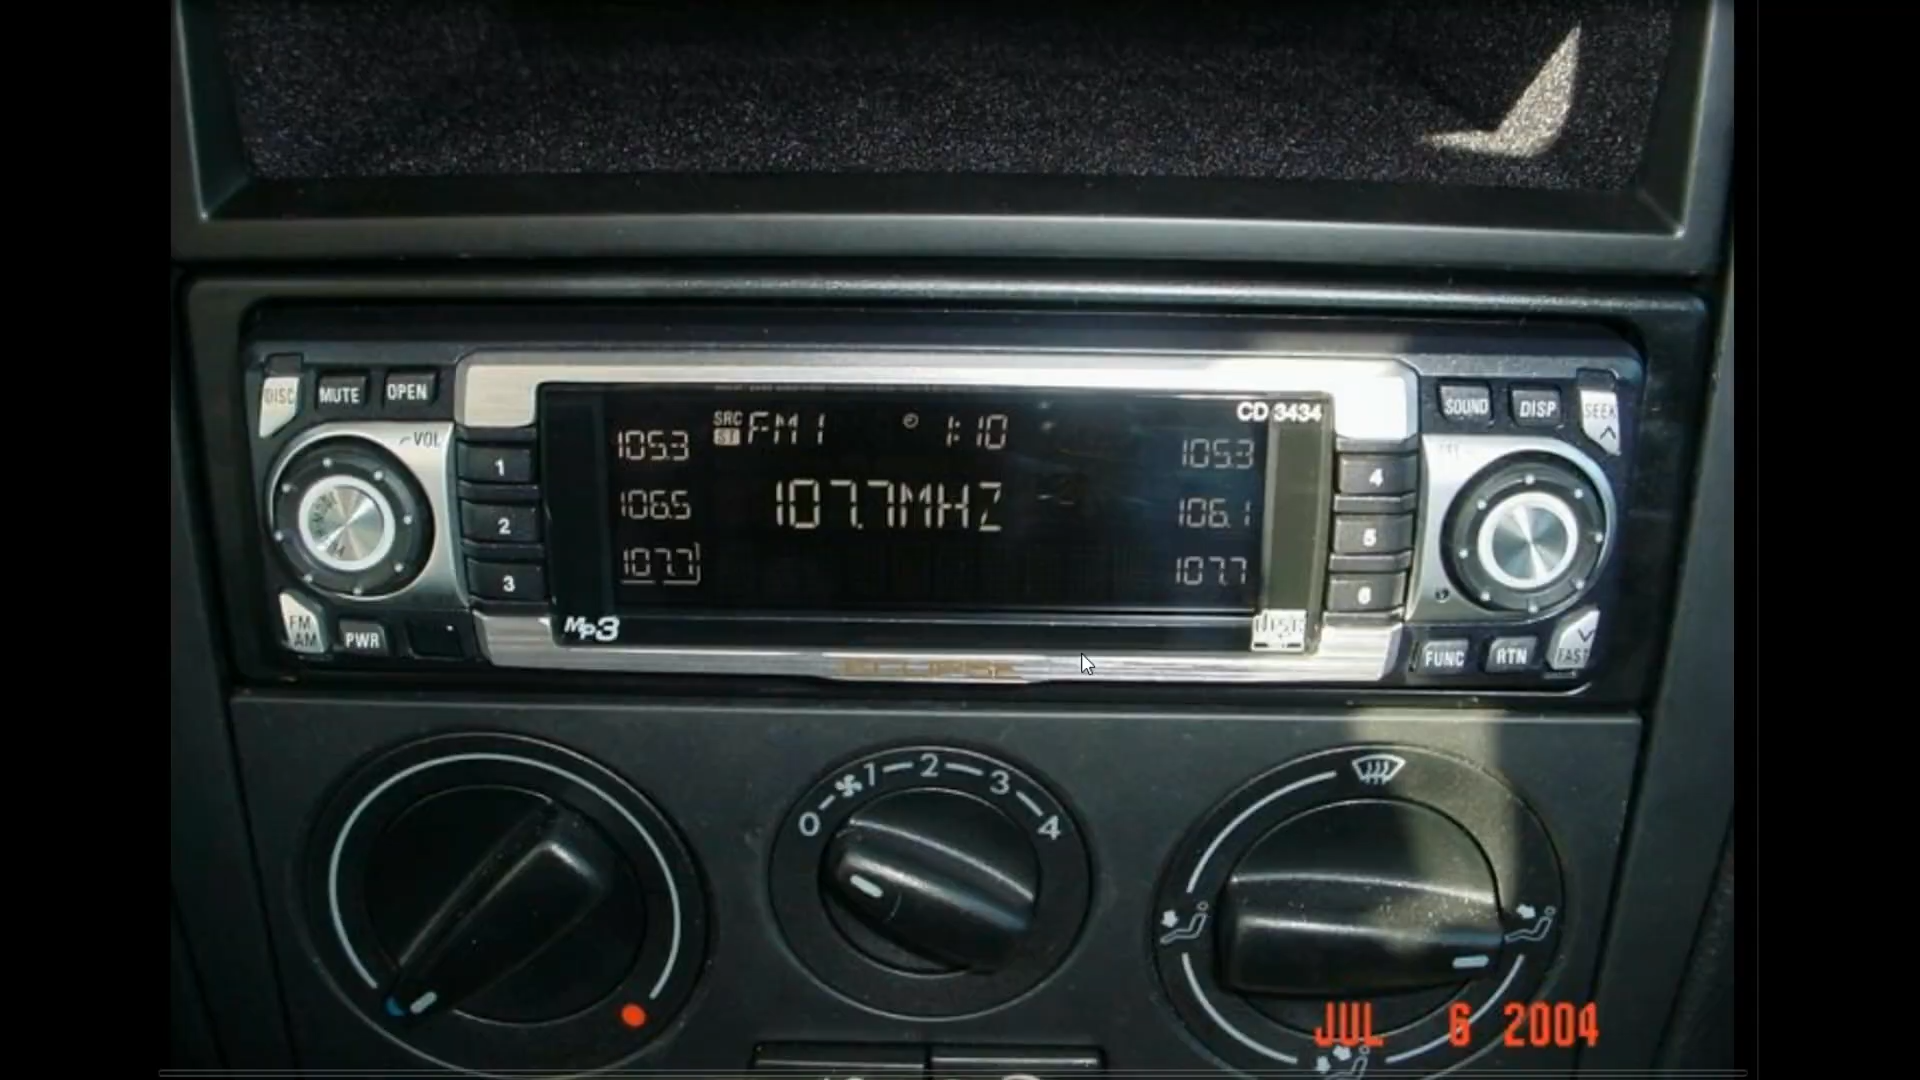 DISC MUTE OPEN
VOL
1
2
3
FM
AM
PWR
105.3
106.5
107.7
SRC
ST
FM1 1:10
107.7MHZ
MP3
CD 3434
105.3
106.1
107.7
4
5
6
SOUND DISP SEEK
FUNC RTN FAST
ECLIPSE
0 1 2 3 4
JUL 6 2004